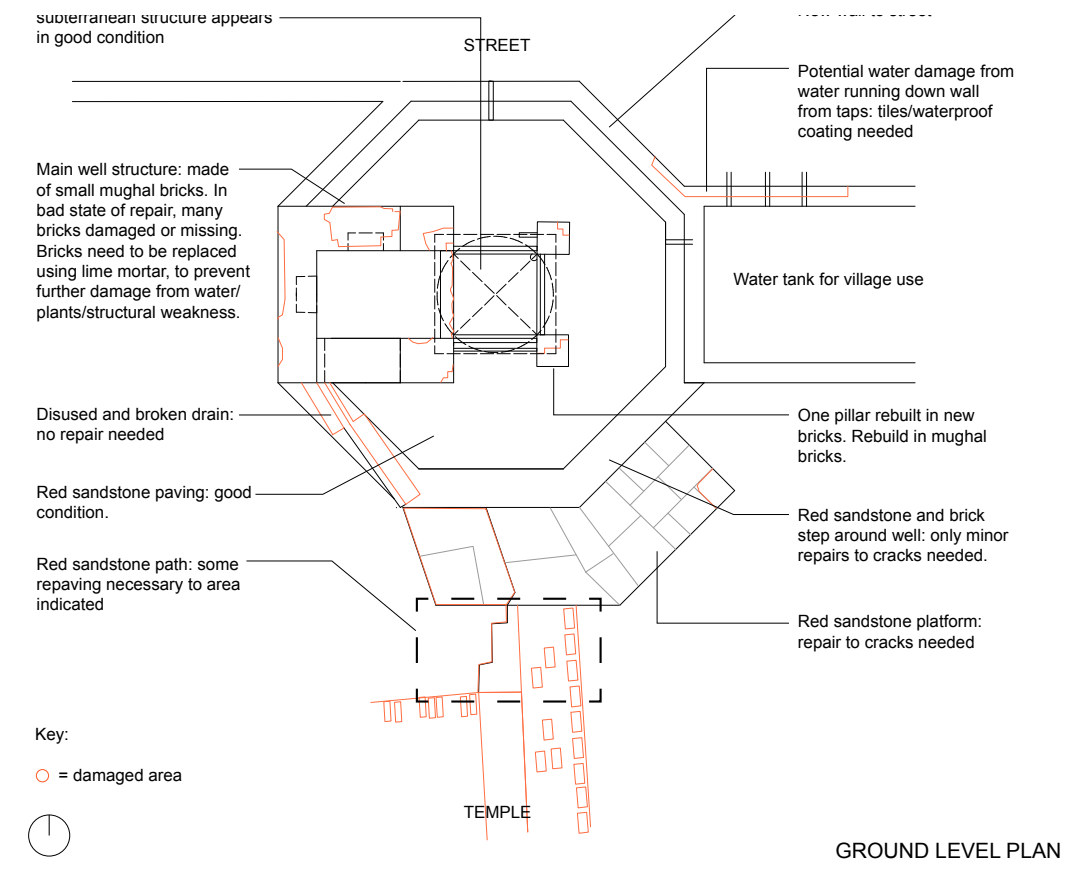 subterranean structure appears
in good condition
STREET
New wall to street
Potential water damage from
water running down wall
from taps: tiles/waterproof
coating needed
Main well structure: made
of small mughal bricks. In
bad state of repair, many
bricks damaged or missing.
Bricks need to be replaced
using lime mortar, to prevent
further damage from water/
plants/structural weakness.
Water tank for village use
Disused and broken drain:
no repair needed
One pillar rebuilt in new
bricks. Rebuild in mughal
bricks.
Red sandstone paving: good
condition.
Red sandstone and brick
step around well: only minor
repairs to cracks needed.
Red sandstone path: some
repaving necessary to area
indicated
Red sandstone platform:
repair to cracks needed
Key:
= damaged area
TEMPLE
GROUND LEVEL PLAN